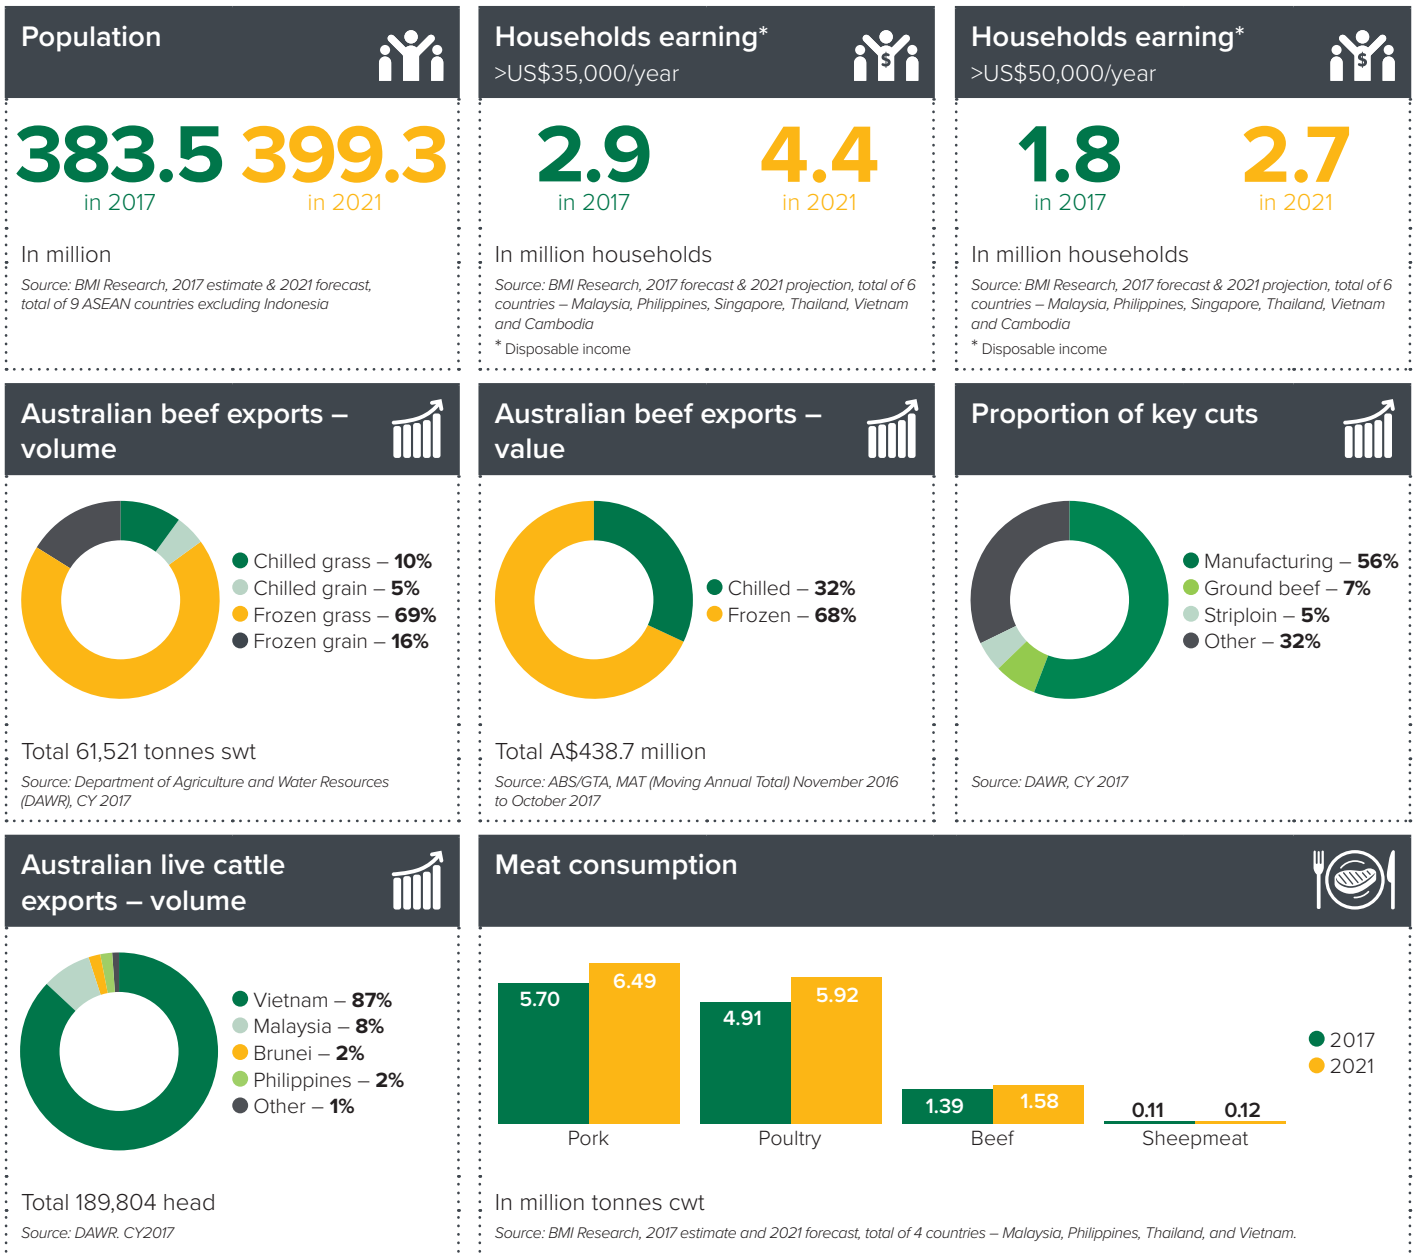 Population
383.5 399.3
in 2017 in 2021
In million
Source: BMI Research, 2017 estimate & 2021 forecast,
total of 9 ASEAN countries excluding Indonesia
Households earning*
>US$35,000/year
$
2.9 4.4
in 2017 in 2021
In million households
Source: BMI Research, 2017 forecast & 2021 projection, total of 6
countries – Malaysia, Philippines, Singapore, Thailand, Vietnam
and Cambodia
* Disposable income
Households earning*
>US$50,000/year
$
1.8 2.7
in 2017 in 2021
In million households
Source: BMI Research, 2017 forecast & 2021 projection, total of 6
countries – Malaysia, Philippines, Singapore, Thailand, Vietnam
and Cambodia
* Disposable income
Australian beef exports –
volume
Chilled grass – 10%
Chilled grain – 5%
Frozen grass – 69%
Frozen grain – 16%
Total 61,521 tonnes swt
Source: Department of Agriculture and Water Resources
(DAWR), CY 2017
Australian beef exports –
value
Chilled – 32%
Frozen – 68%
Total A$438.7 million
Source: ABS/GTA, MAT (Moving Annual Total) November 2016
to October 2017
Proportion of key cuts
Manufacturing – 56%
Ground beef – 7%
Striploin – 5%
Other – 32%
Source: DAWR, CY 2017
Australian live cattle
exports – volume
Vietnam – 87%
Malaysia – 8%
Brunei – 2%
Philippines – 2%
Other – 1%
Total 189,804 head
Source: DAWR. CY2017
Meat consumption
5.70 6.49
4.91 5.92
1.39 1.58
0.11 0.12
Pork Poultry Beef Sheepmeat
2017
2021
In million tonnes cwt
Source: BMI Research, 2017 estimate and 2021 forecast, total of 4 countries – Malaysia, Philippines, Thailand, and Vietnam.